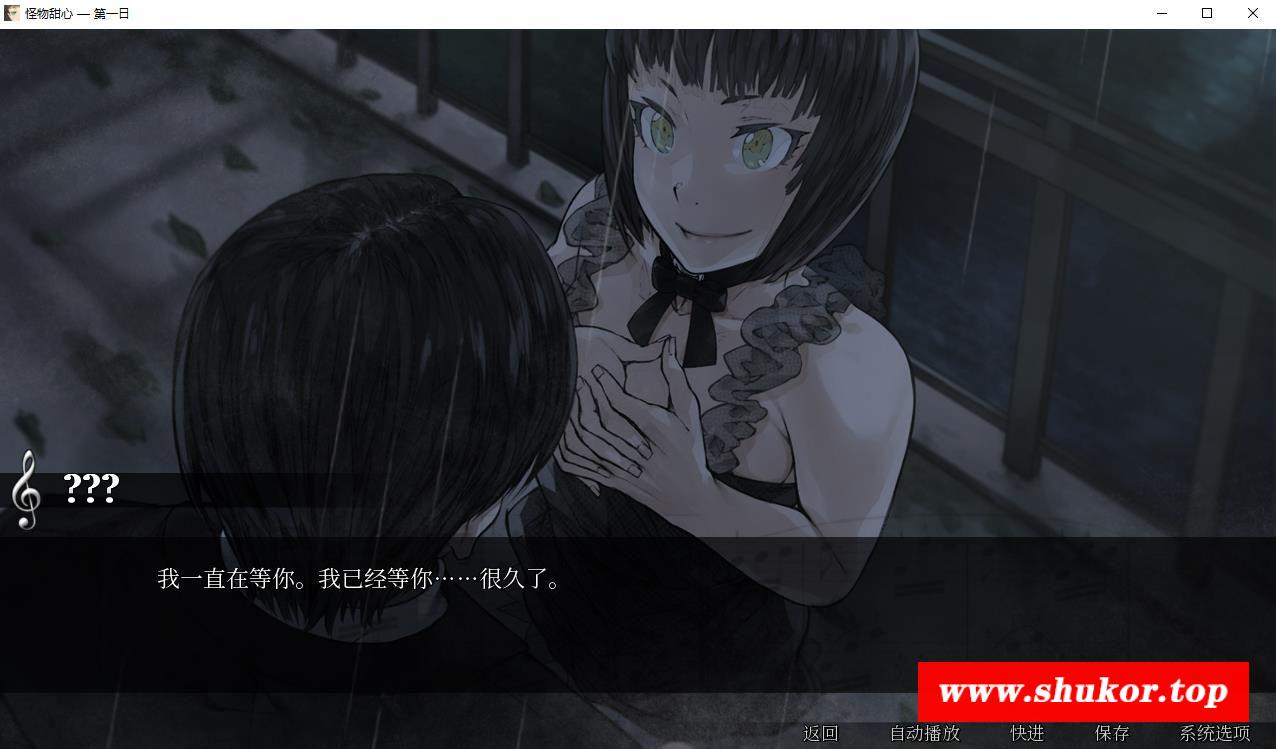 怪物甜心 — 第一日
???
我一直在等你。我已经等你……很久了。
www.shukor.top
返回 自动播放 快进 保存 系统选项